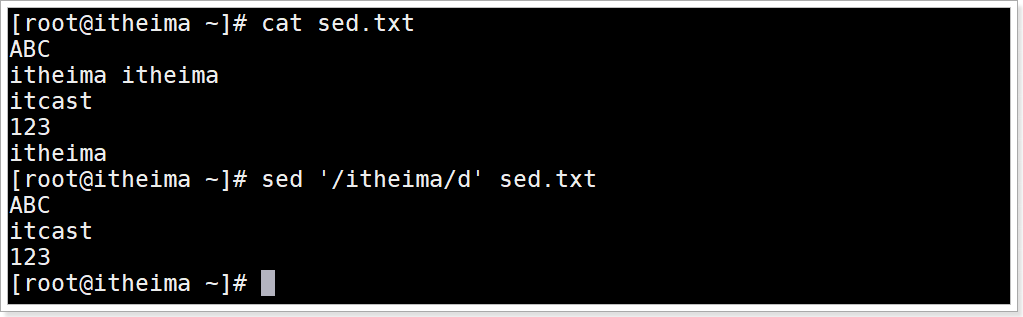 [root@itheima ~]# cat sed.txt
ABC
itheima itheima
itcast
123
itheima
[root@itheima ~]# sed '/itheima/d' sed.txt
ABC
itcast
123
[root@itheima ~]#